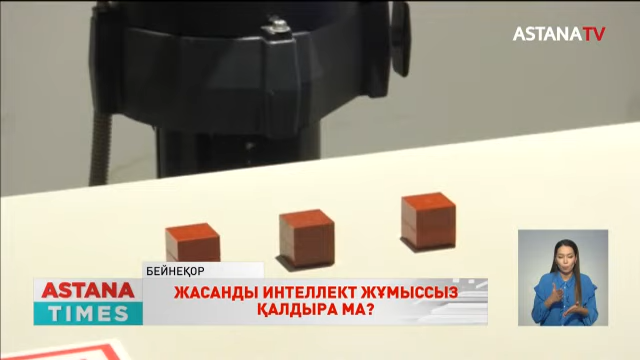 ASTANATV
БЕЙНЕҚОР
ASTANA
TIMES
ЖАСАНДЫ ИНТЕЛЛЕКТ ЖҰМЫССЫЗ
ҚАЛДЫРА МА?